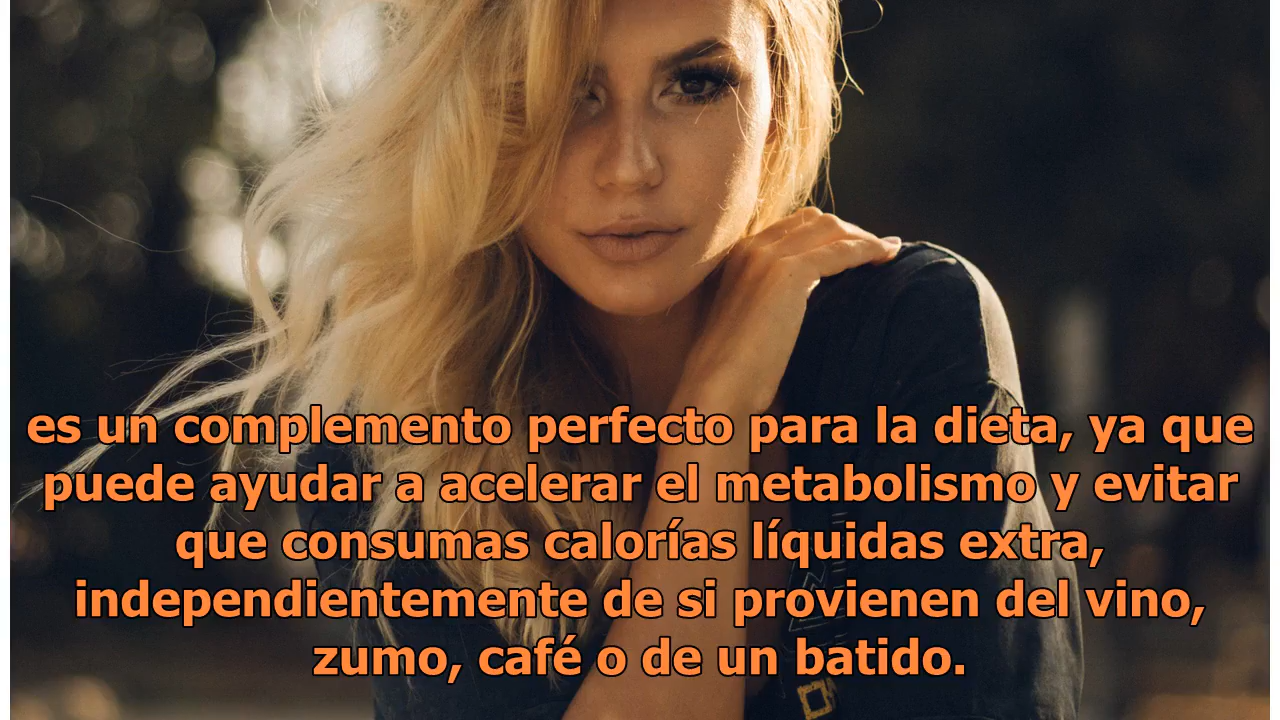 es un complemento perfecto para la dieta, ya que
puede ayudar a acelerar el metabolismo y evitar
que consumas calorías líquidas extra,
independientemente de si provienen del vino,
zumo, café o de un batido.